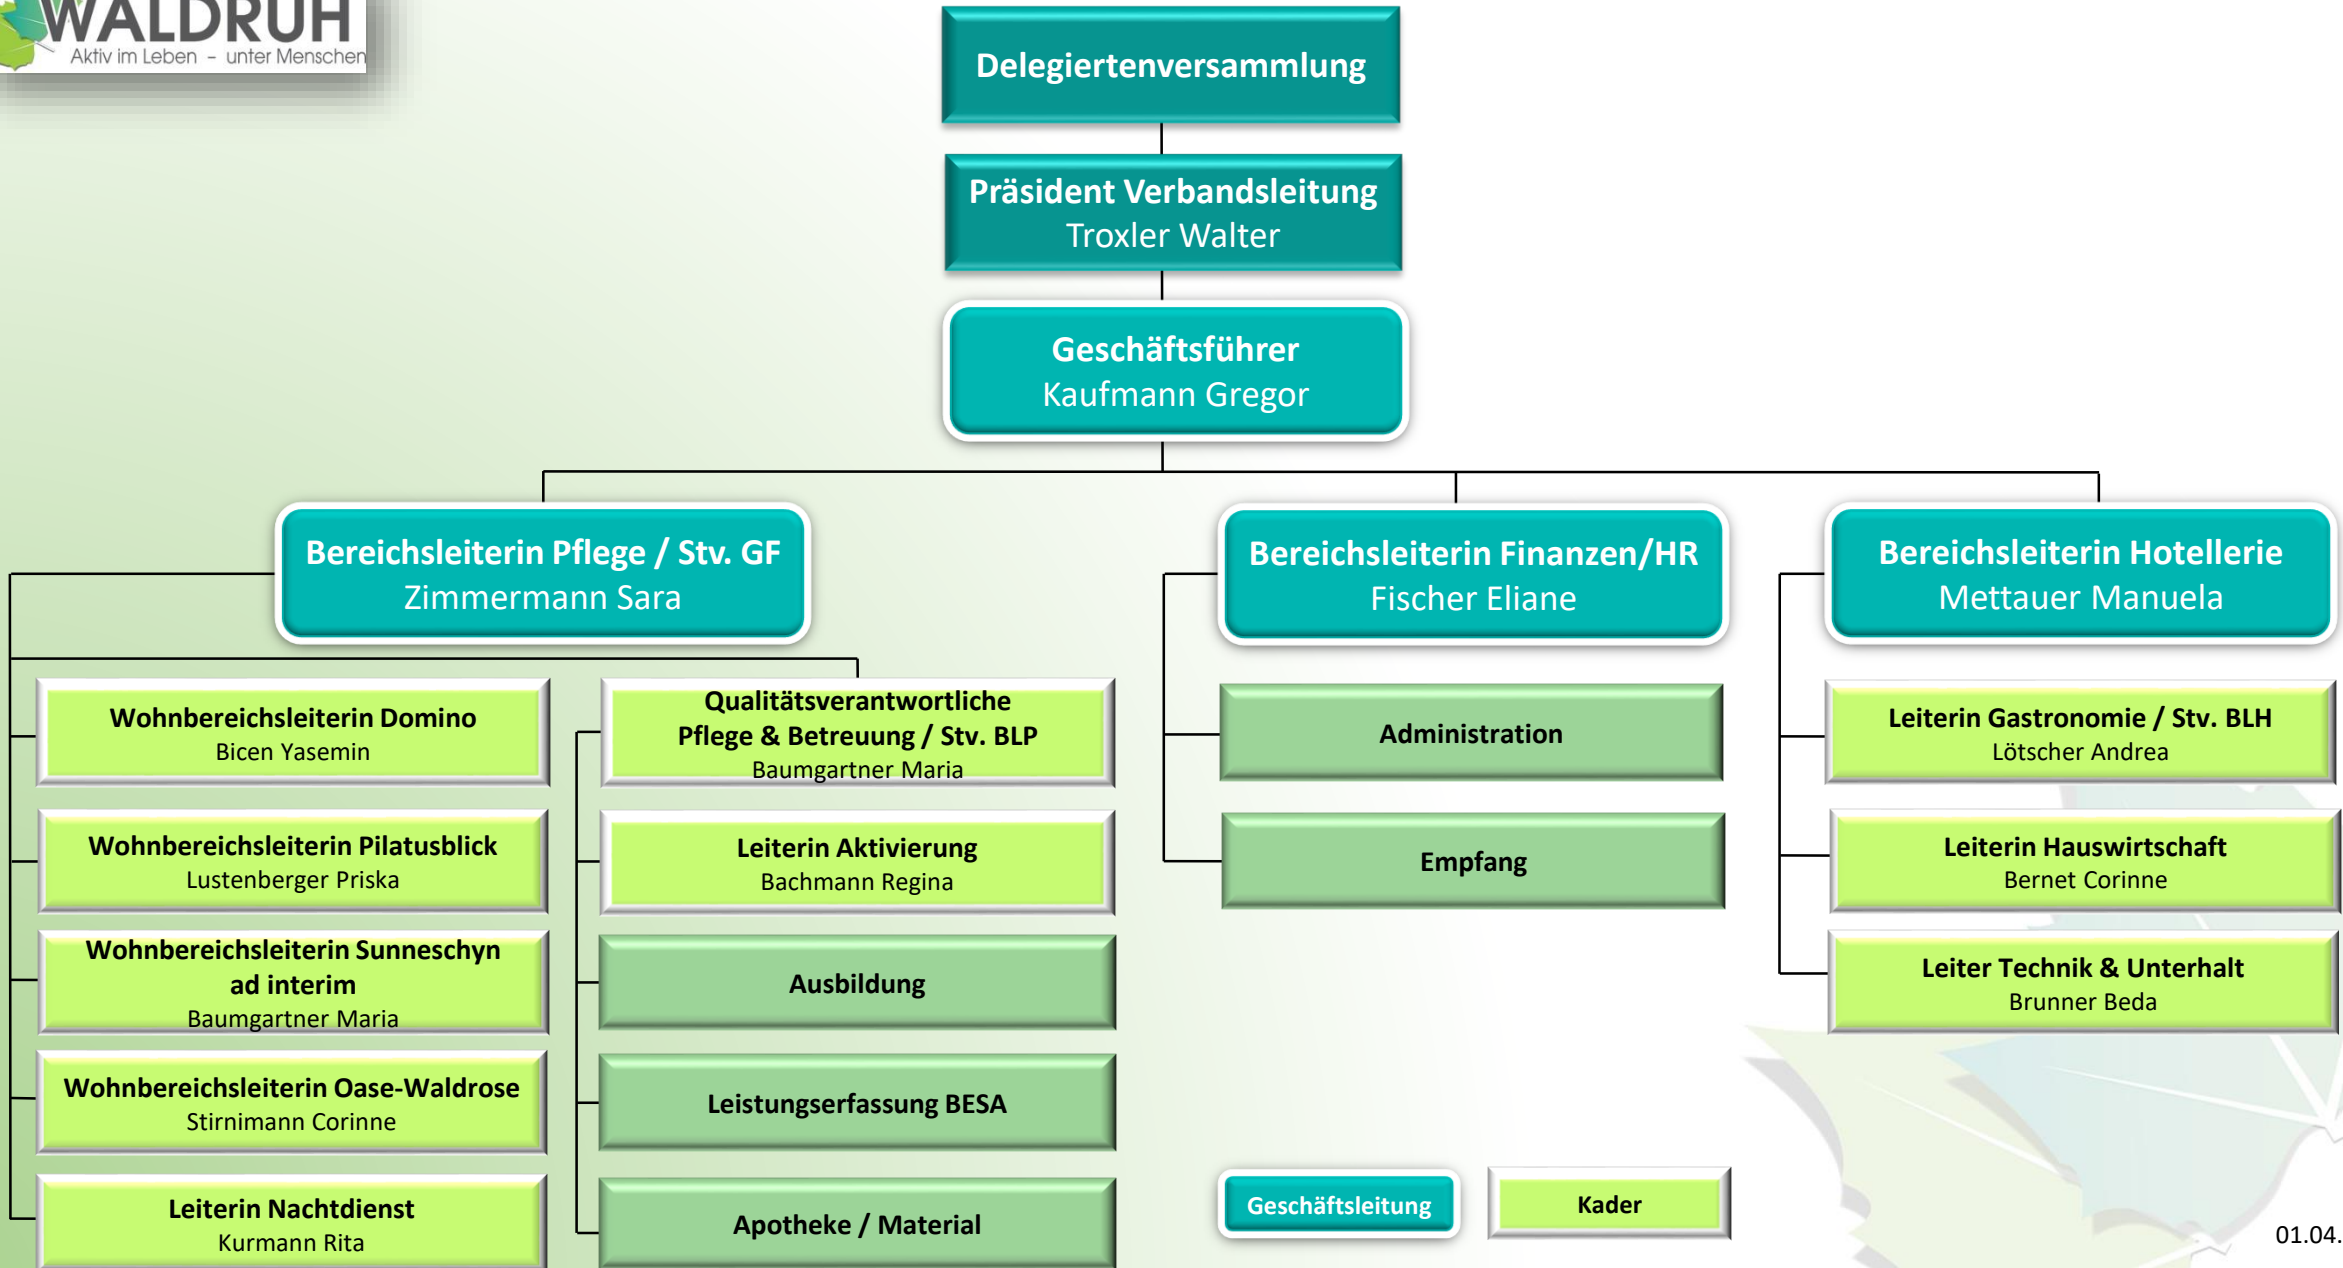 WALDRUH
Aktiv im Leben – unter Menschen
Delegiertenversammlung
Präsident Verbandsleitung
Troxler Walter
Geschäftsführer
Kaufmann Gregor
Bereichsleiterin Pflege / Stv. GF
Zimmermann Sara
Bereichsleiterin Finanzen/HR
Fischer Eliane
Bereichsleiterin Hotellerie
Mettauer Manuela
Wohnbereichsleiterin Domino
Bicen Yasemin
Wohnbereichsleiterin Pilatusblick
Lustenberger Priska
Wohnbereichsleiterin Sunneschyn
ad interim
Baumgartner Maria
Wohnbereichsleiterin Oase-Waldrose
Stirnimann Corinne
Leiterin Nachtdienst
Kurmann Rita
Qualitätsverantwortliche
Pflege & Betreuung / Stv. BLP
Baumgartner Maria
Leiterin Aktivierung
Bachmann Regina
Ausbildung
Leistungserfassung BESA
Apotheke / Material
Administration
Empfang
Leiterin Gastronomie / Stv. BLH
Lötscher Andrea
Leiterin Hauswirtschaft
Bernet Corinne
Leiter Technik & Unterhalt
Brunner Beda
Geschäftsleitung
Kader
01.04.